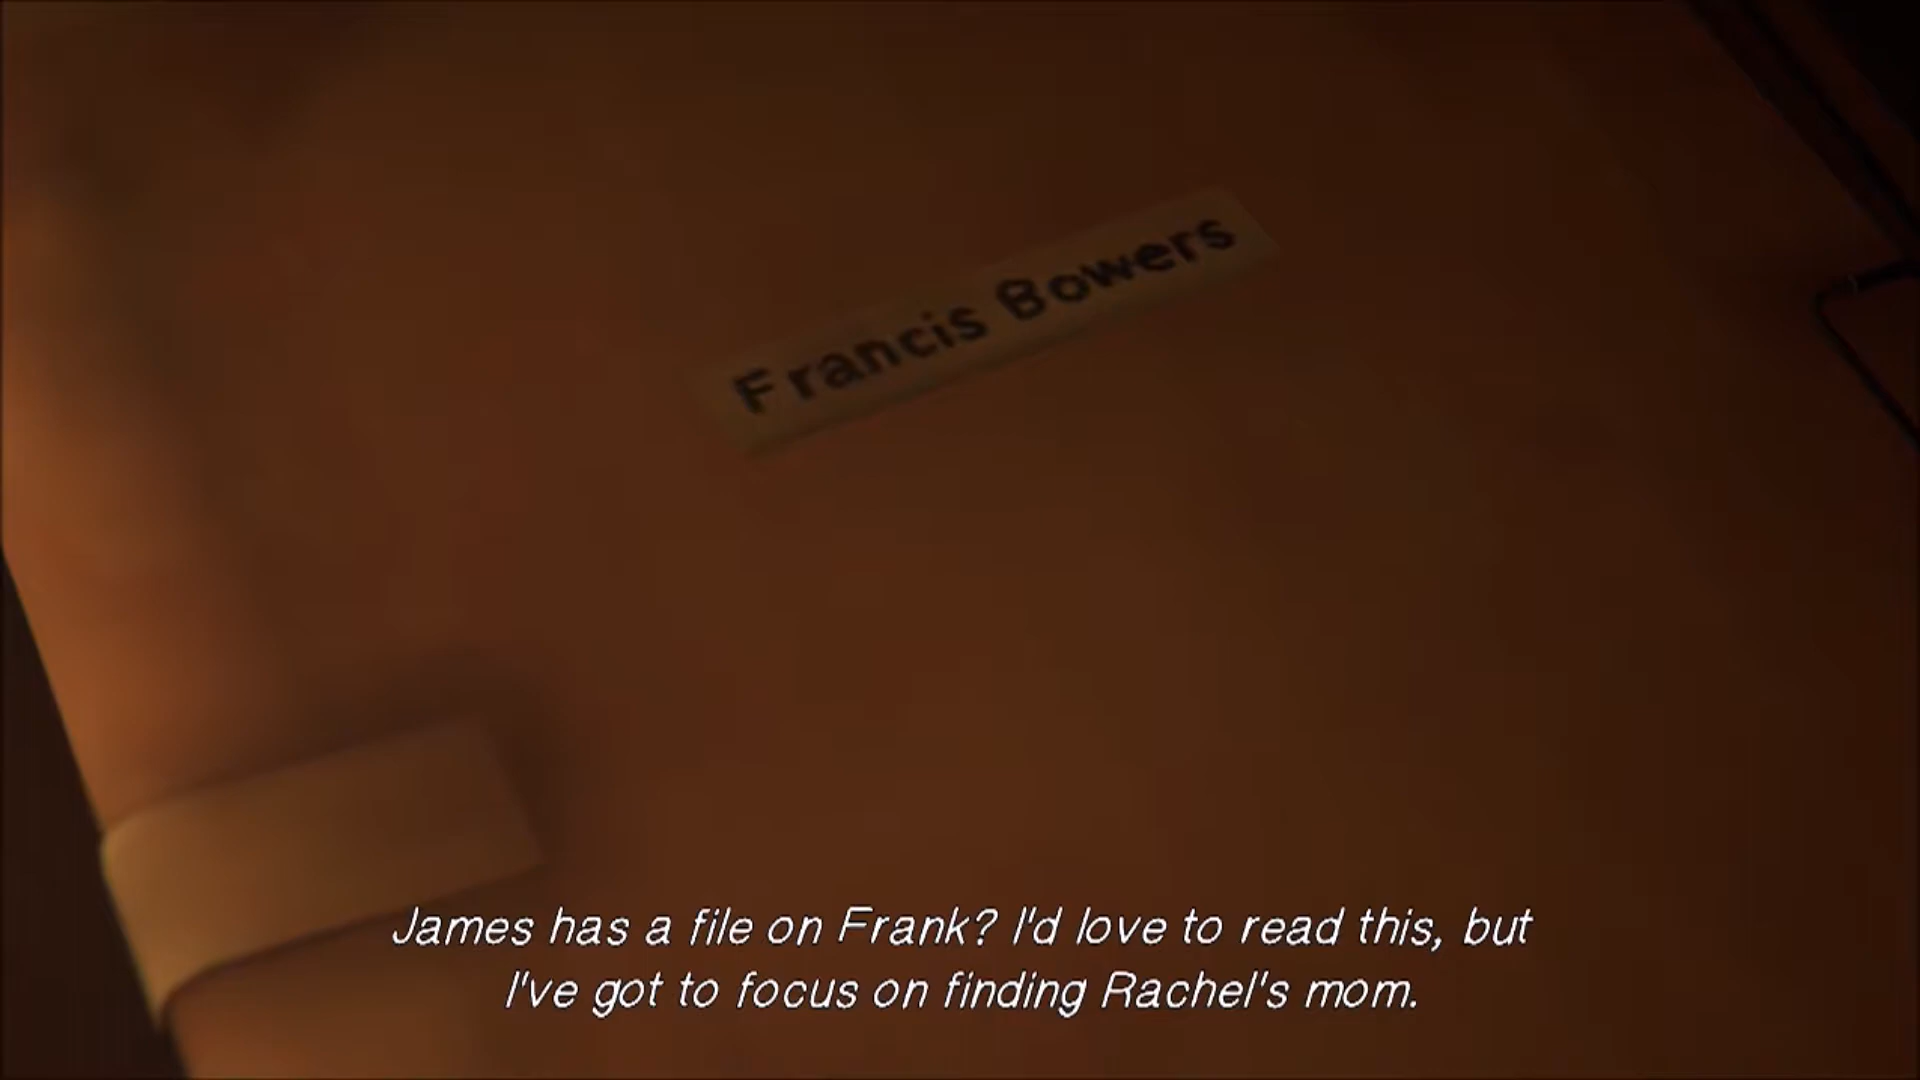 Francis Bowers
James has a file on Frank? I'd love to read this, but
I've got to focus on finding Rachel's mom.